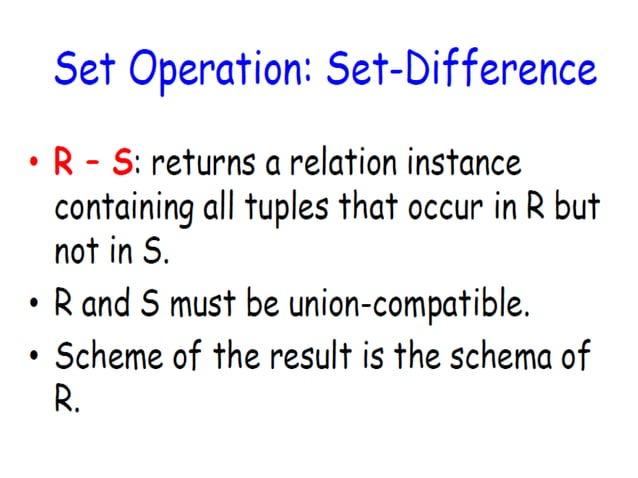 Set Operation: Set-Difference
• R – S: returns a relation instance
containing all tuples that occur in R but
not in S.
• R and S must be union-compatible.
• Scheme of the result is the schema of
R.